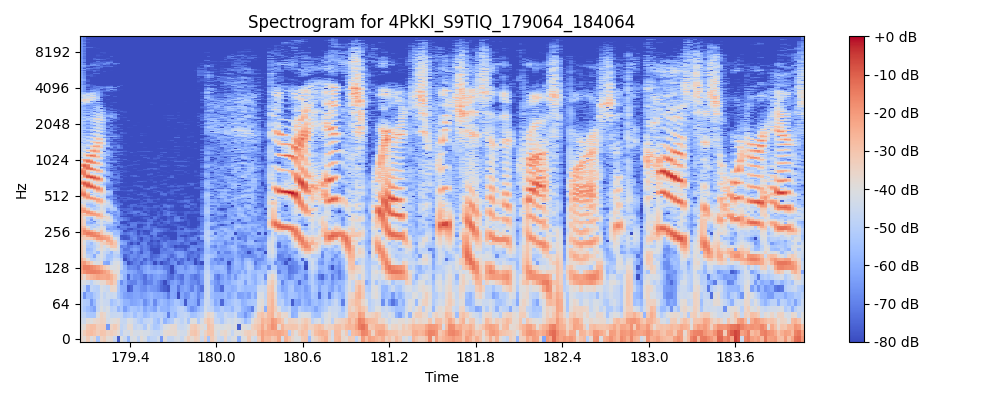 Spectrogram for 4PkKI_S9TIQ_179064_184064
8192
4096
2048
1024
512
256
128
64
0
Hz
179.4 180.0 180.6 181.2 181.8 182.4 183.0 183.6
Time
+0 dB
-10 dB
-20 dB
-30 dB
-40 dB
-50 dB
-60 dB
-70 dB
-80 dB